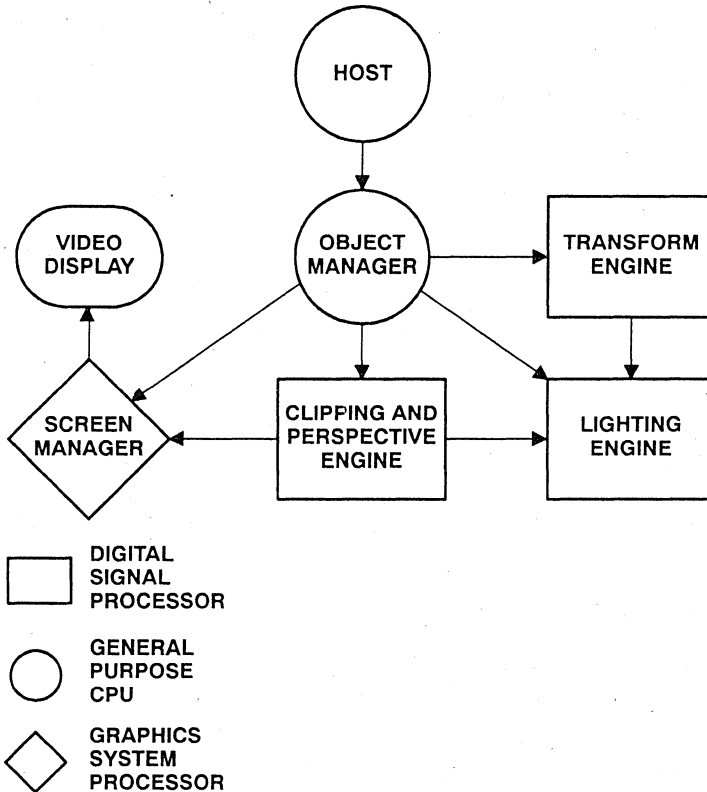 HOST
VIDEO
DISPLAY
OBJECT
MANAGER
TRANSFORM
ENGINE
SCREEN
MANAGER
CLIPPING AND
PERSPECTIVE
ENGINE
LIGHTING
ENGINE
DIGITAL
SIGNAL
PROCESSOR
GENERAL
PURPOSE
CPU
GRAPHICS
SYSTEM
PROCESSOR